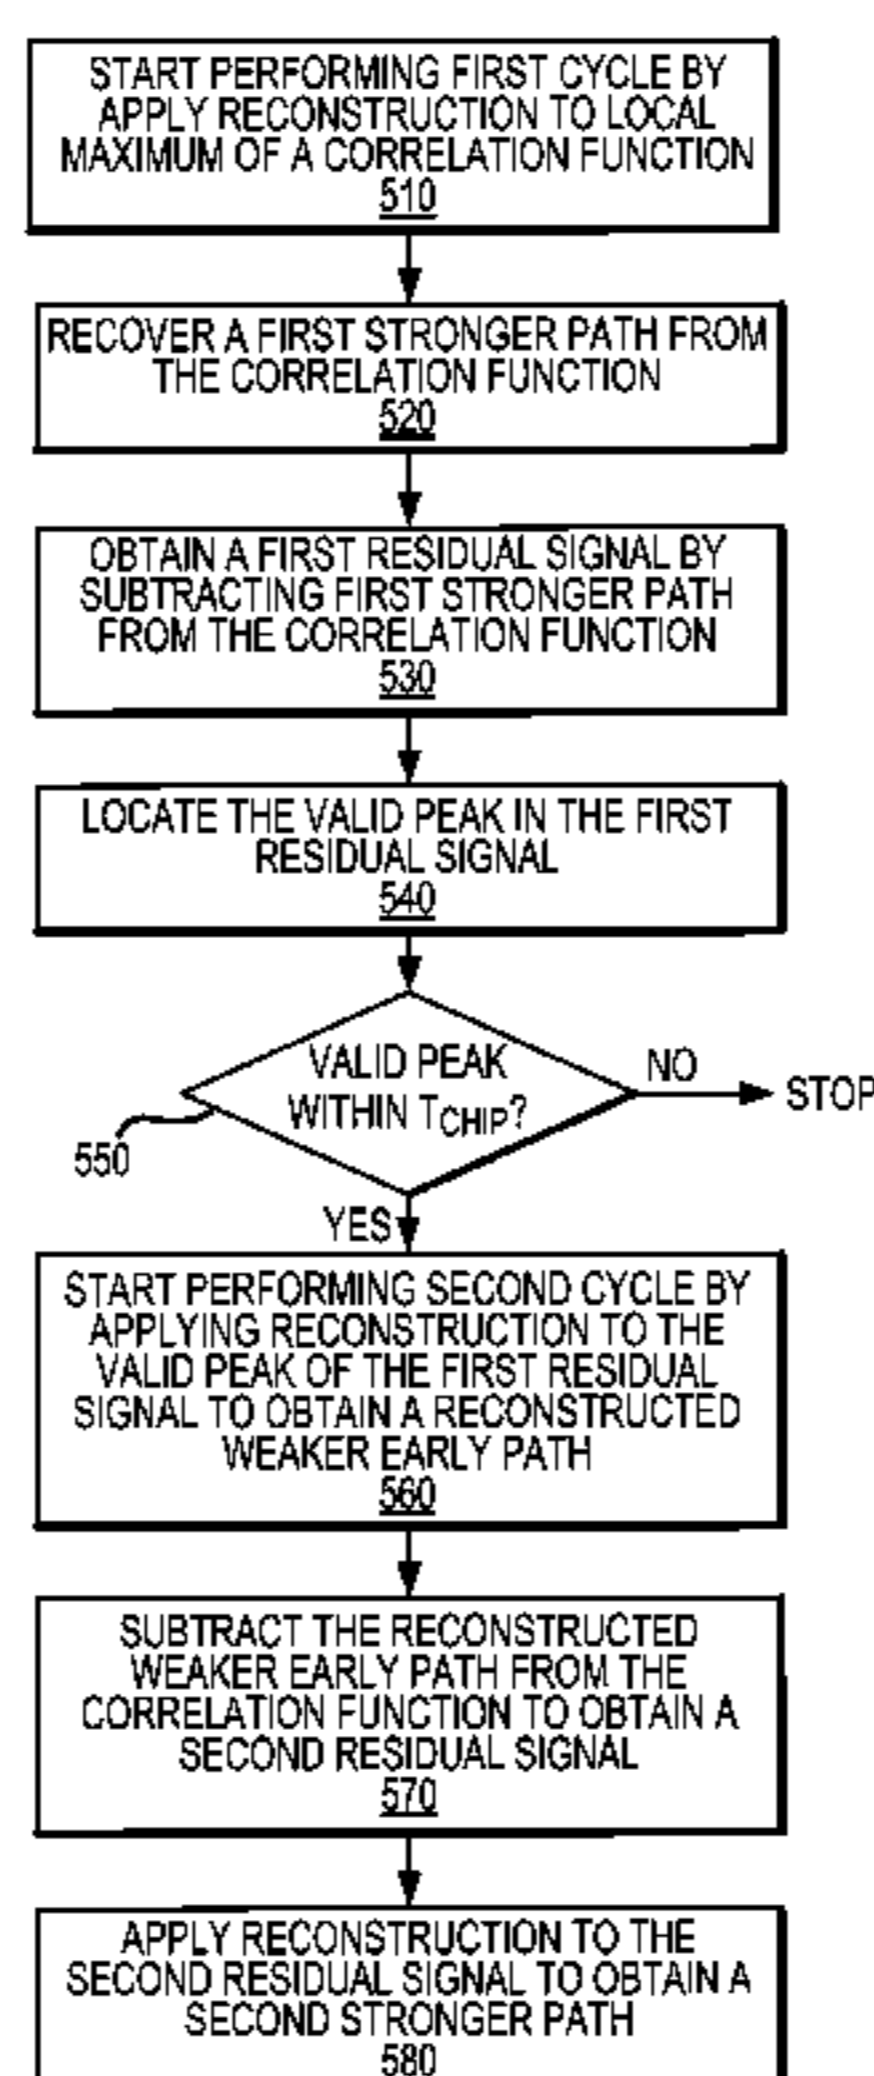 START PERFORMING FIRST CYCLE BY
APPLY RECONSTRUCTION TO LOCAL
MAXIMUM OF A CORRELATION FUNCTION
510
RECOVER A FIRST STRONGER PATH FROM
THE CORRELATION FUNCTION
520
OBTAIN A FIRST RESIDUAL SIGNAL BY
SUBTRACTING FIRST STRONGER PATH
FROM THE CORRELATION FUNCTION
530
LOCATE THE VALID PEAK IN THE FIRST
RESIDUAL SIGNAL
540
VALID PEAK
WITHIN TCHIP?
NO
STOP
550
YES
START PERFORMING SECOND CYCLE BY
APPLYING RECONSTRUCTION TO THE
VALID PEAK OF THE FIRST RESIDUAL
SIGNAL TO OBTAIN A RECONSTRUCTED
WEAKER EARLY PATH
560
SUBTRACT THE RECONSTRUCTED
WEAKER EARLY PATH FROM THE
CORRELATION FUNCTION TO OBTAIN A
SECOND RESIDUAL SIGNAL
570
APPLY RECONSTRUCTION TO THE
SECOND RESIDUAL SIGNAL TO OBTAIN A
SECOND STRONGER PATH
580